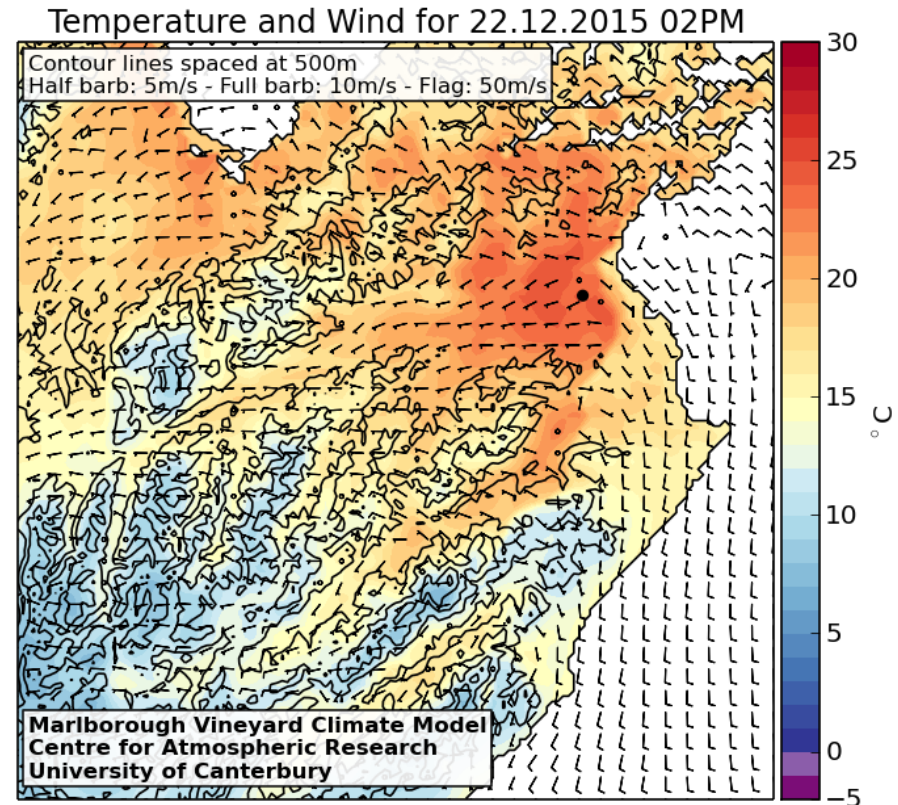 Temperature and Wind for 22.12.2015 02PM
Contour lines spaced at 500m
Half barb: 5m/s - Full barb: 10m/s - Flag: 50m/s
30
25
20
15
10
5
0
−5
°C
Marlborough Vineyard Climate Model
Centre for Atmospheric Research
University of Canterbury